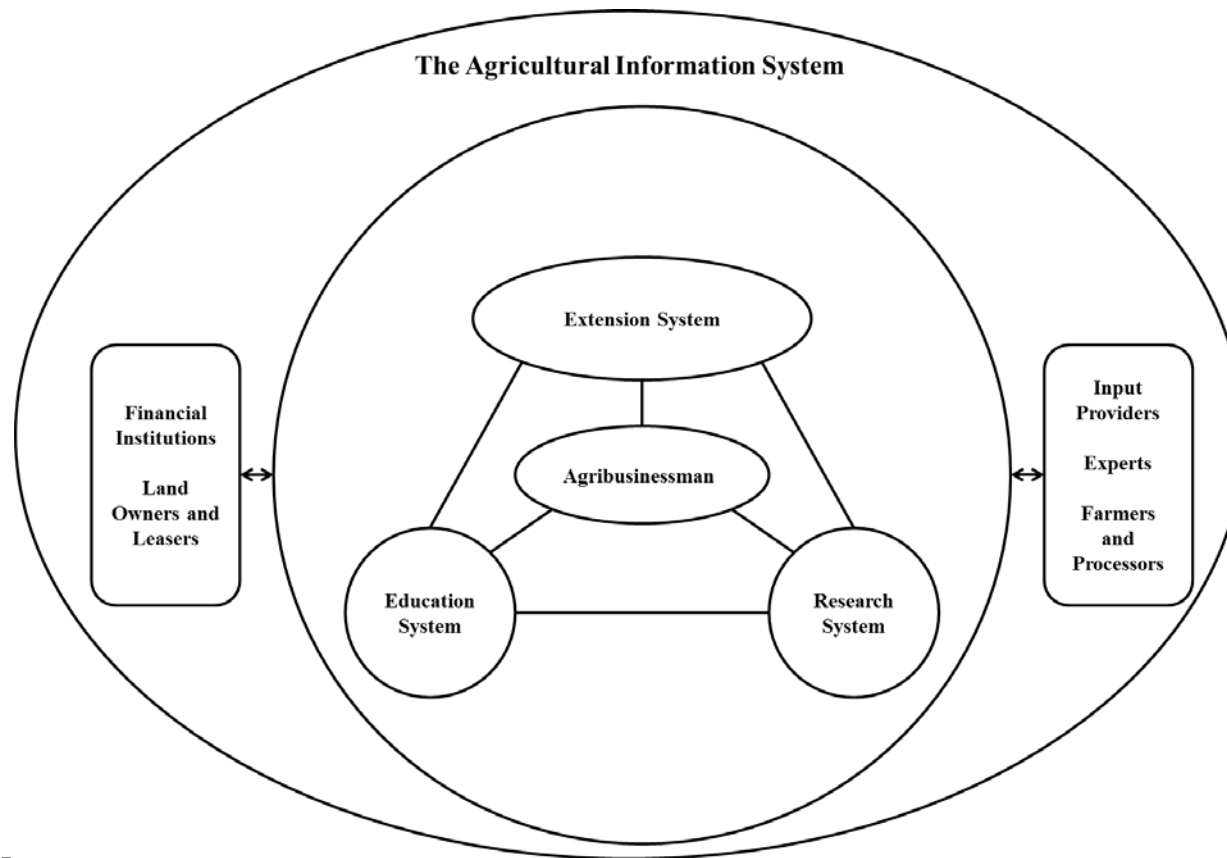 The Agricultural Information System
Extension System
Agribusinessman
Financial
Institutions
Land
Owners and
Leasers
Input
Providers
Experts
Farmers
and
Processors
Education
System
Research
System